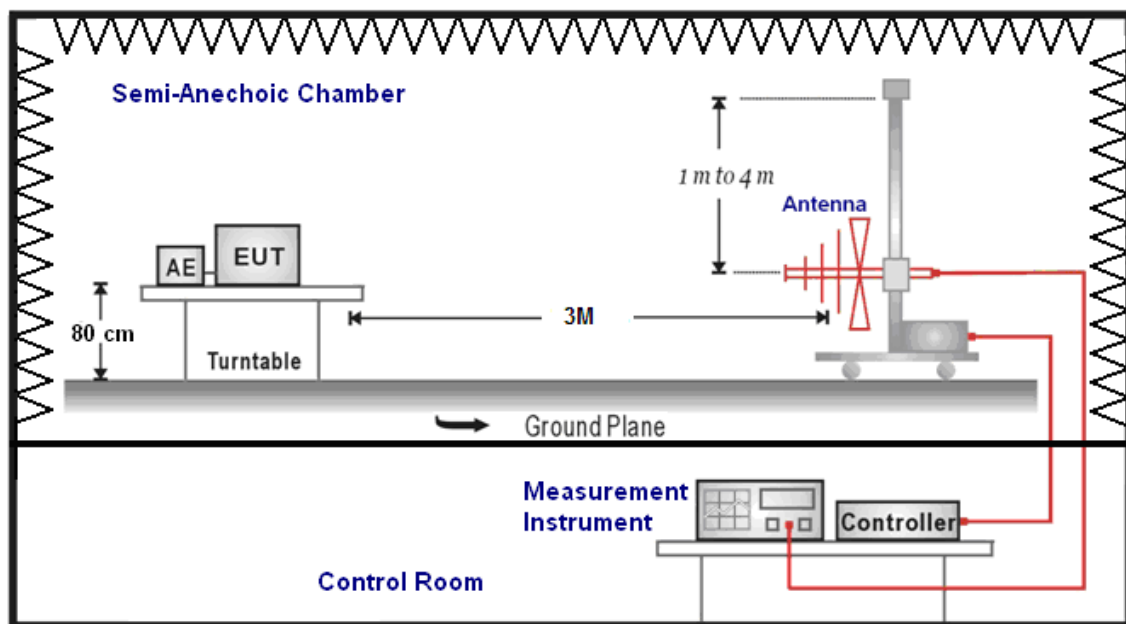 Semi-Anechoic Chamber
1 m to 4 m
Antenna
AE
EUT
80 cm
3M
Turntable
Ground Plane
Measurement
Instrument
Controller
Control Room